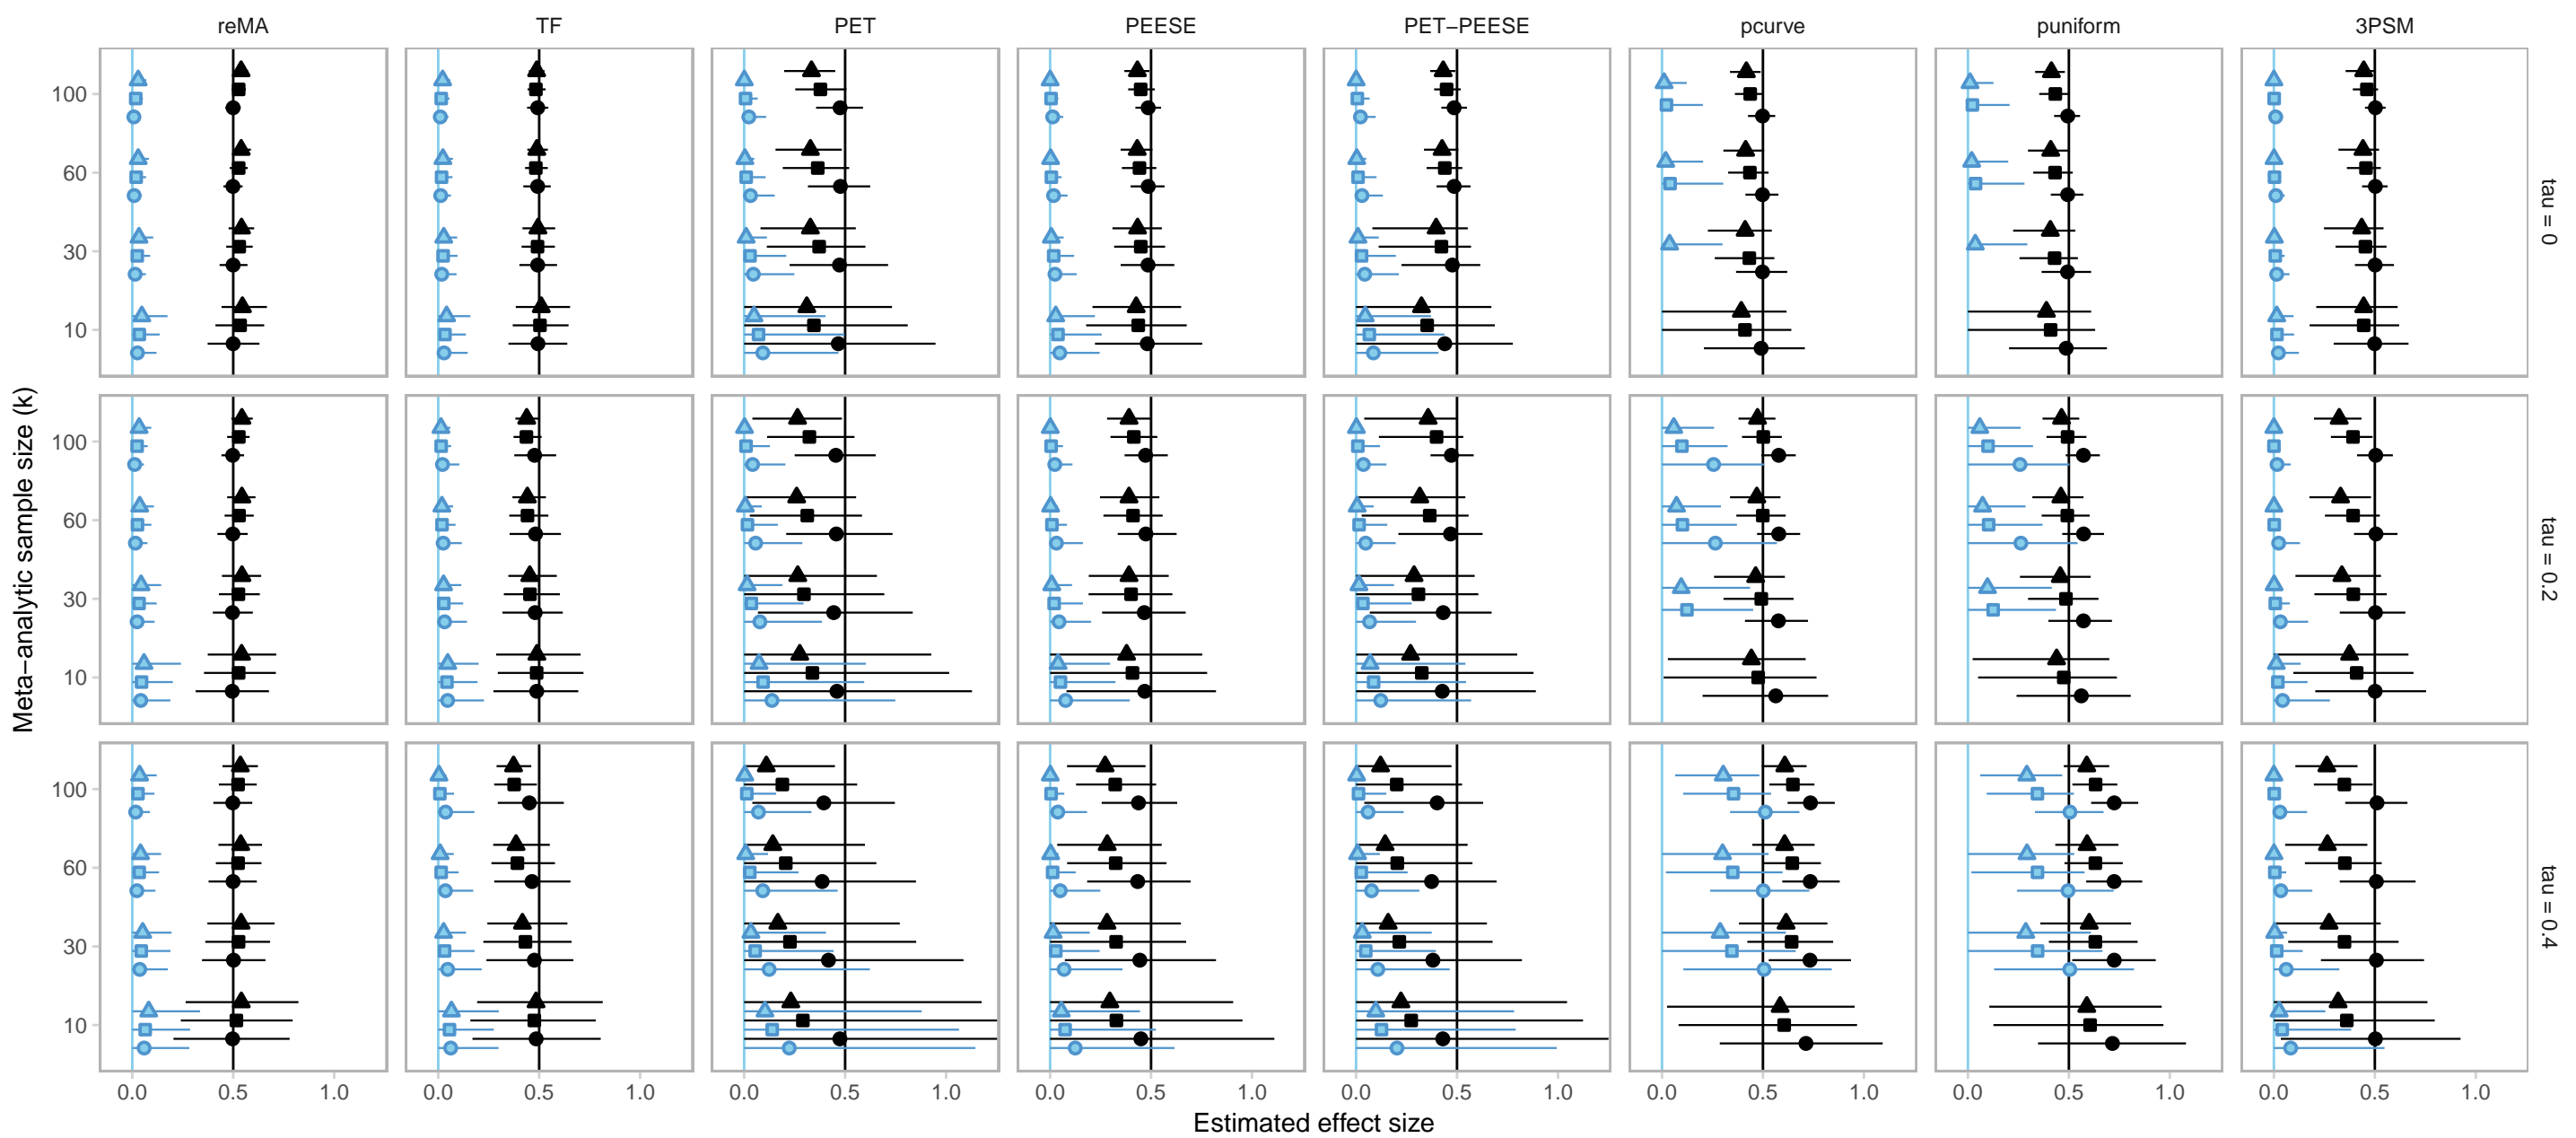 reMA TF PET PEESE PET−PEESE pcurve puniform 3PSM
Meta−analytic sample size (k)
100
60
30
10
tau = 0
100
60
30
10
tau = 0.2
100
60
30
10
tau = 0.4
0.0 0.5 1.0 0.0 0.5 1.0 0.0 0.5 1.0 0.0 0.5 1.0 0.0 0.5 1.0 0.0 0.5 1.0 0.0 0.5 1.0 0.0 0.5 1.0
Estimated effect size